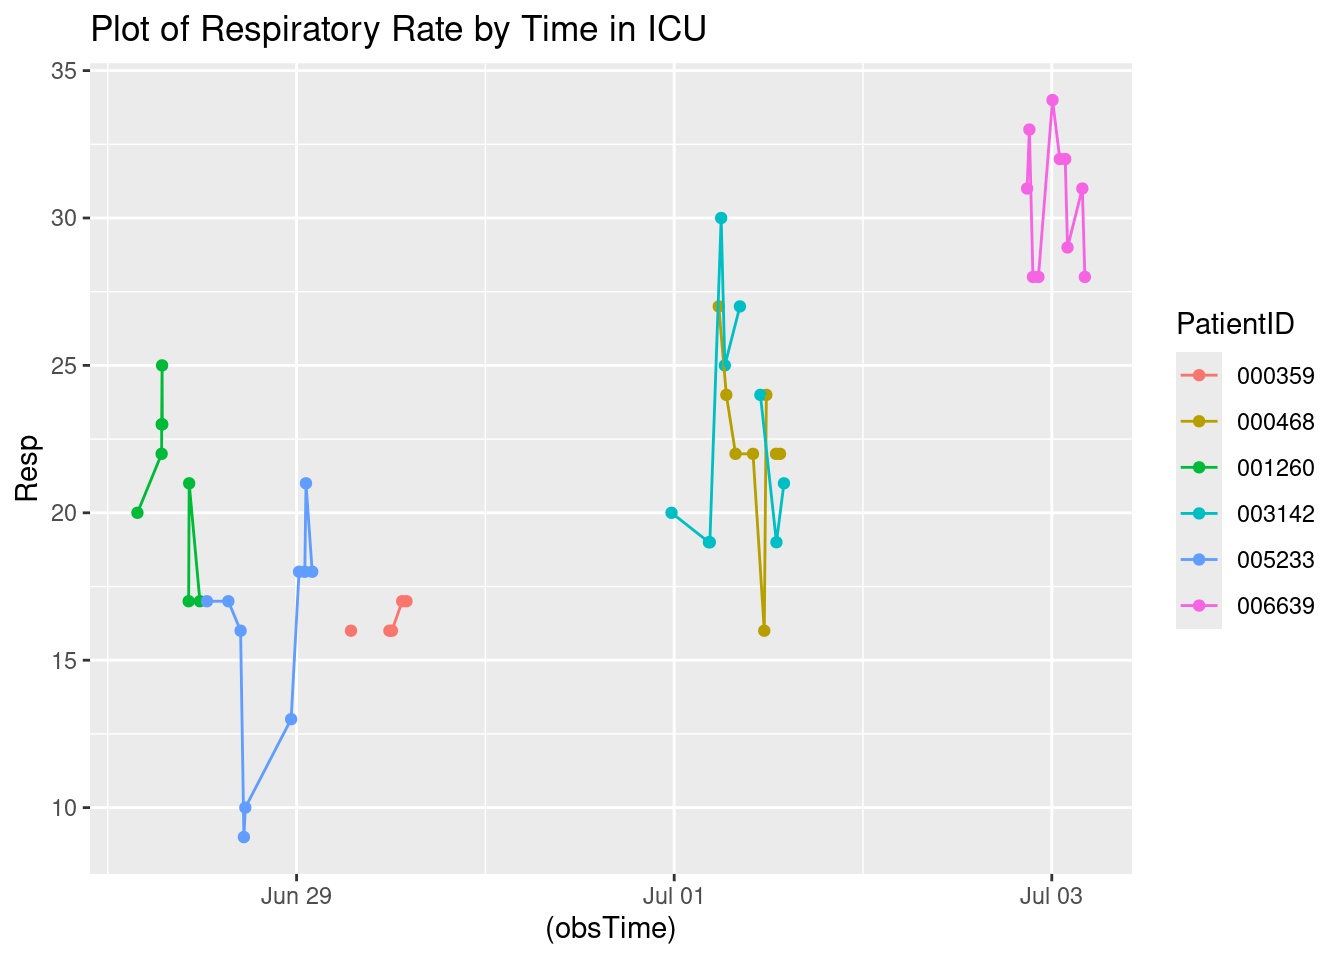 Plot of Respiratory Rate by Time in ICU
35
30
25
20
15
10
Resp
Jun 29
Jul 01
Jul 03
(obsTime)
PatientID
000359
000468
001260
003142
005233
006639